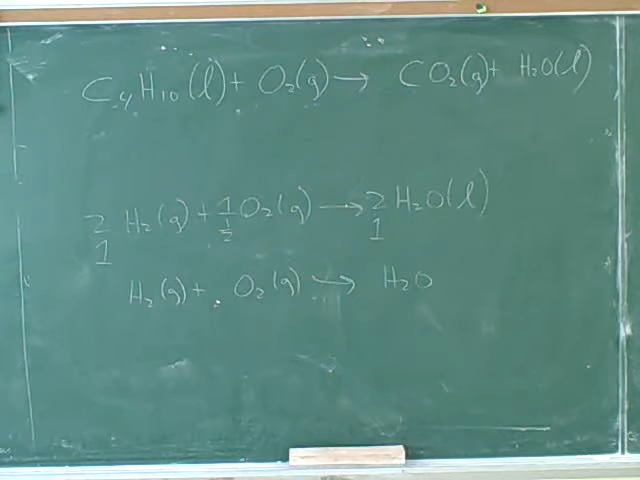 C₄H₁₀(l) + O₂(g) → CO₂(g) + H₂O(l)
2 H₂(g) + 1 O₂(g) → 2 H₂O(l)
1 ½ 1
H₂(g) + O₂(g) → H₂O